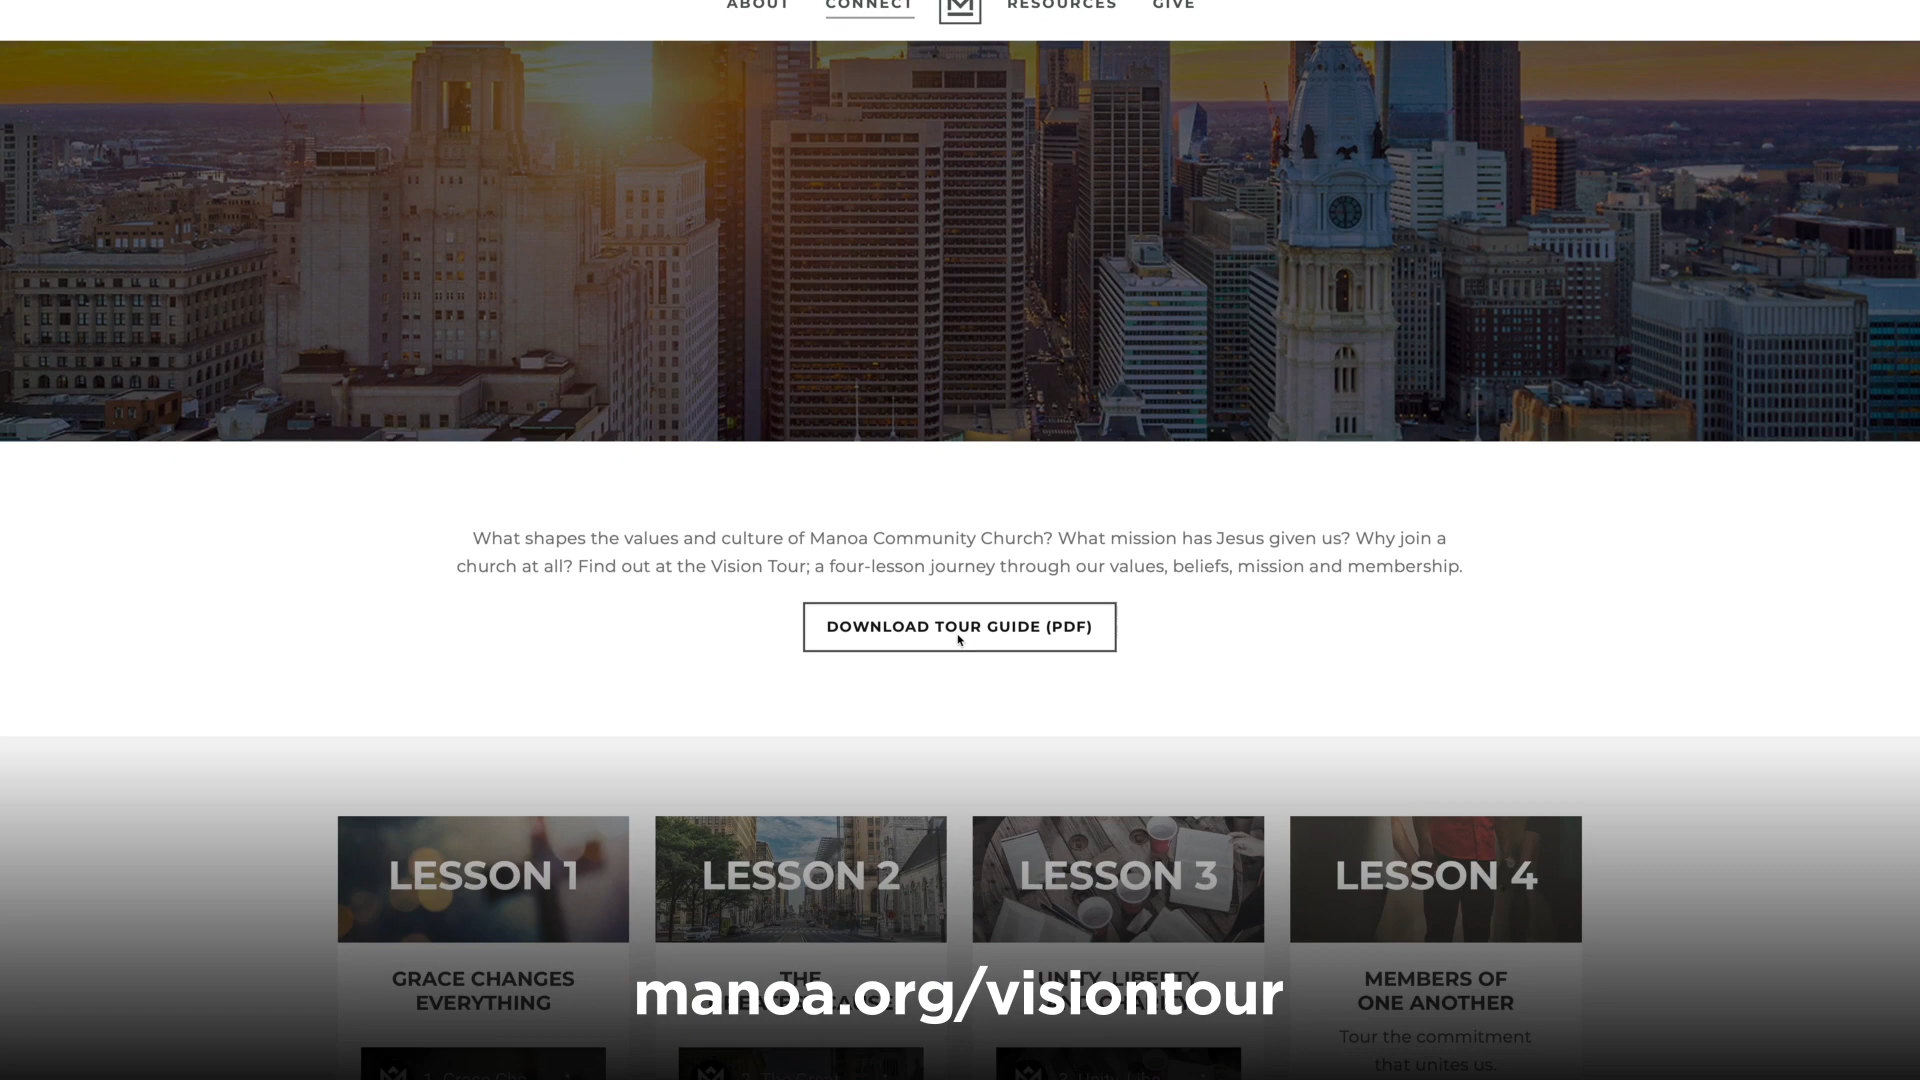 ABOUT CONNECT RESOURCES GIVE
What shapes the values and culture of Manoa Community Church? What mission has Jesus given us? Why join a
church at all? Find out at the Vision Tour; a four-lesson journey through our values, beliefs, mission and membership.
DOWNLOAD TOUR GUIDE (PDF)
LESSON 1
LESSON 2
LESSON 3
LESSON 4
GRACE CHANGES
EVERYTHING
THE
UNITY, LIBERTY
MEMBERS OF
ONE ANOTHER
manoa.org/visiontour
Tour the commitment
that unites us.